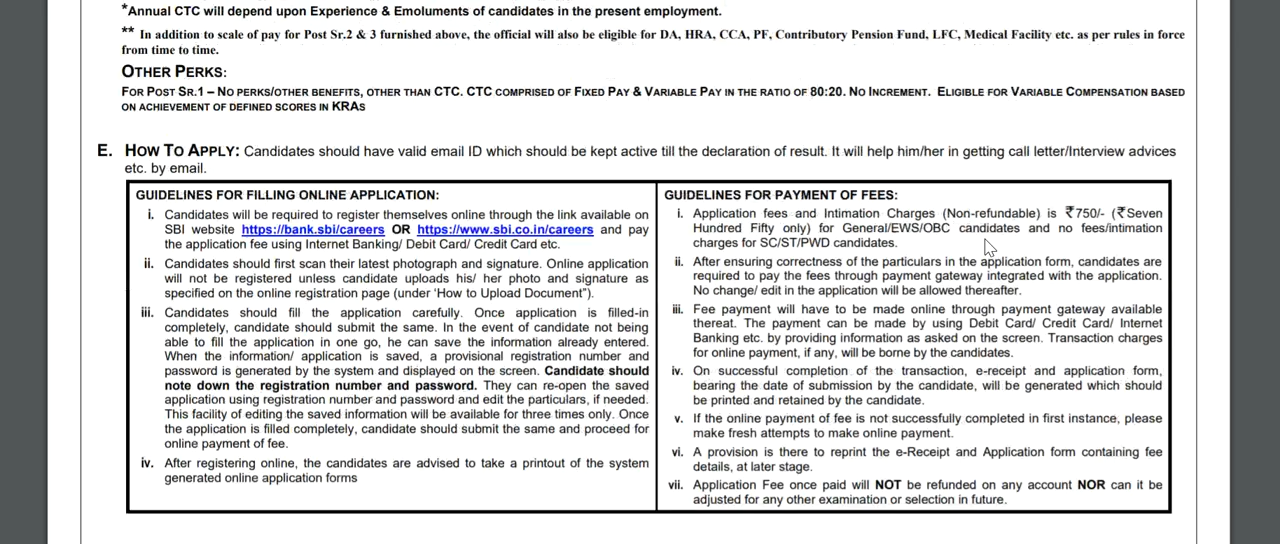 *Annual CTC will depend upon Experience & Emoluments of candidates in the present employment.
** In addition to scale of pay for Post Sr.2 & 3 furnished above, the official will also be eligible for DA, HRA, CCA, PF, Contributory Pension Fund, LFC, Medical Facility etc. as per rules in force
from time to time.
OTHER PERKS:
FOR POST SR.1 – NO PERKS/OTHER BENEFITS, OTHER THAN CTC. CTC COMPRISED OF FIXED PAY & VARIABLE PAY IN THE RATIO OF 80:20. NO INCREMENT. ELIGIBLE FOR VARIABLE COMPENSATION BASED
ON ACHIEVEMENT OF DEFINED SCORES IN KRAS
E. HOW TO APPLY: Candidates should have valid email ID which should be kept active till the declaration of result. It will help him/her in getting call letter/Interview advices
etc. by email.
GUIDELINES FOR FILLING ONLINE APPLICATION:
i. Candidates will be required to register themselves online through the link available on
SBI website https://bank.sbi/careers OR https://www.sbi.co.in/careers and pay
the application fee using Internet Banking/ Debit Card/ Credit Card etc.
ii. Candidates should first scan their latest photograph and signature. Online application
will not be registered unless candidate uploads his/ her photo and signature as
specified on the online registration page (under 'How to Upload Document").
iii. Candidates should fill the application carefully. Once application is filled-in
completely, candidate should submit the same. In the event of candidate not being
able to fill the application in one go, he can save the information already entered.
When the information/ application is saved, a provisional registration number and
password is generated by the system and displayed on the screen. Candidate should
note down the registration number and password. They can re-open the saved
application using registration number and password and edit the particulars, if needed.
This facility of editing the saved information will be available for three times only. Once
the application is filled completely, candidate should submit the same and proceed for
online payment of fee.
iv. After registering online, the candidates are advised to take a printout of the system
generated online application forms
GUIDELINES FOR PAYMENT OF FEES:
i. Application fees and Intimation Charges (Non-refundable) is ₹750/- (₹Seven
Hundred Fifty only) for General/EWS/OBC candidates and no fees/intimation
charges for SC/ST/PWD candidates.
ii. After ensuring correctness of the particulars in the application form, candidates are
required to pay the fees through payment gateway integrated with the application.
No change/ edit in the application will be allowed thereafter.
iii. Fee payment will have to be made online through payment gateway available
thereat. The payment can be made by using Debit Card/ Credit Card/ Internet
Banking etc. by providing information as asked on the screen. Transaction charges
for online payment, if any, will be borne by the candidates.
iv. On successful completion of the transaction, e-receipt and application form,
bearing the date of submission by the candidate, will be generated which should
be printed and retained by the candidate.
v. If the online payment of fee is not successfully completed in first instance, please
make fresh attempts to make online payment.
vi. A provision is there to reprint the e-Receipt and Application form containing fee
details, at later stage.
vii. Application Fee once paid will NOT be refunded on any account NOR can it be
adjusted for any other examination or selection in future.